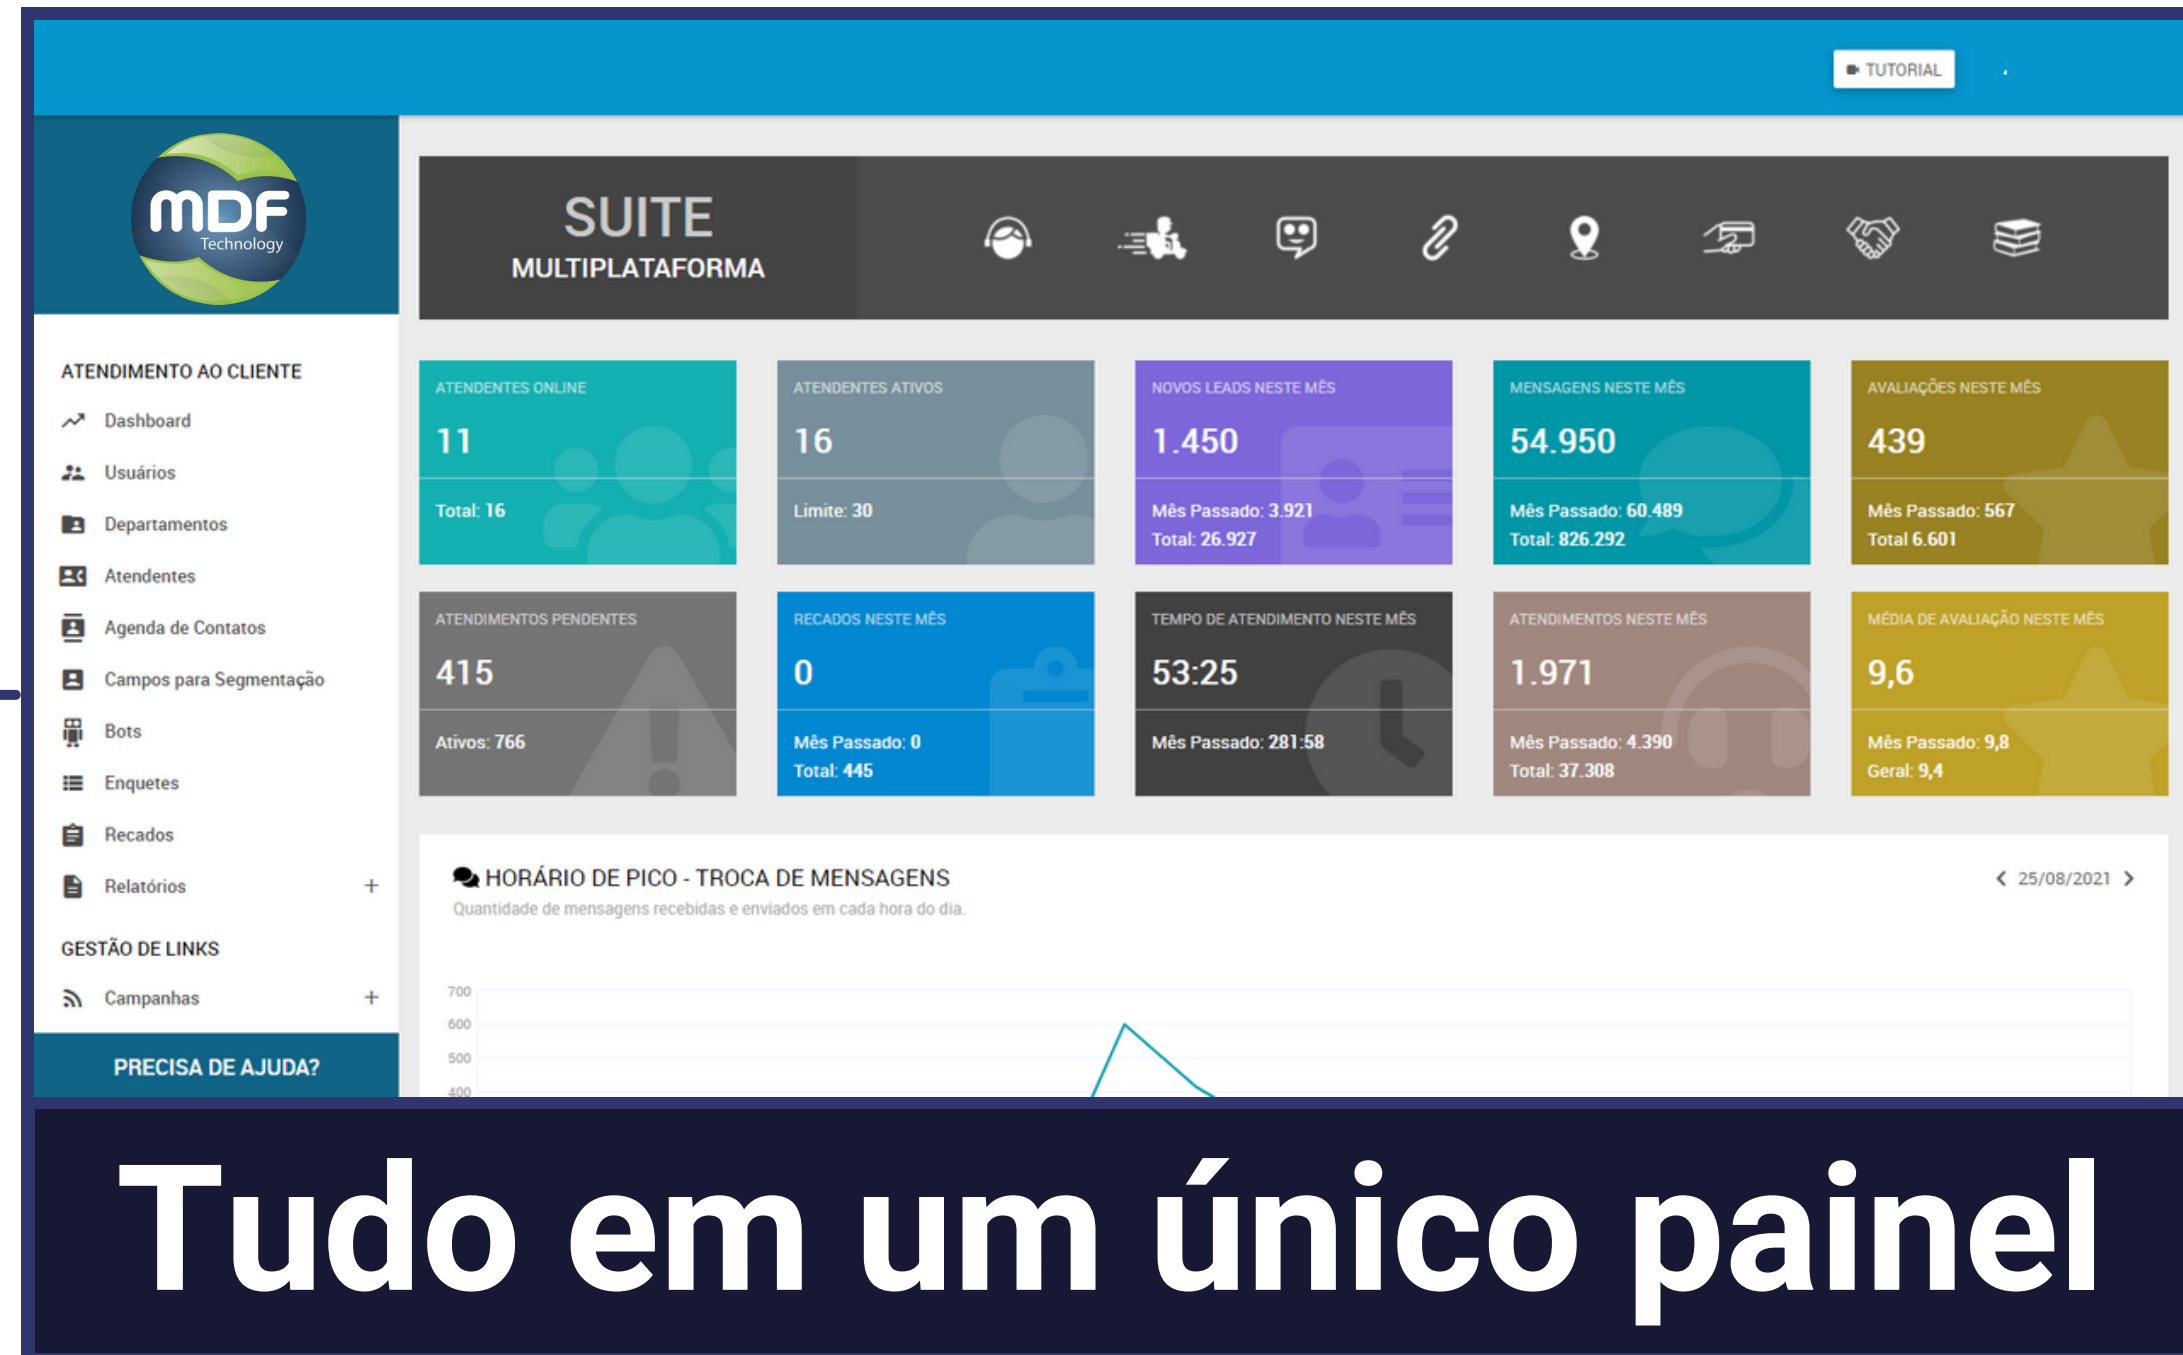 TUTORIAL
MDF
Technology
SUITE
MULTIPLATAFORMA
ATENDIMENTO AO CLIENTE
Dashboard
Usuários
Departamentos
Atendentes
Agenda de Contatos
Campos para Segmentação
Bots
Enquetes
Recados
Relatórios +
GESTÃO DE LINKS
Campanhas +
PRECISA DE AJUDA?
ATENDENTES ONLINE
11
Total: 16
ATENDENTES ATIVOS
16
Limite: 30
NOVOS LEADS NESTE MÊS
1.450
Mês Passado: 3.921
Total: 26.927
MENSAGENS NESTE MÊS
54.950
Mês Passado: 60.489
Total: 826.292
AVALIAÇÕES NESTE MÊS
439
Mês Passado: 567
Total 6.601
ATENDIMENTOS PENDENTES
415
Ativos: 766
RECADOS NESTE MÊS
0
Mês Passado: 0
Total: 445
TEMPO DE ATENDIMENTO NESTE MÊS
53:25
Mês Passado: 281:58
ATENDIMENTOS NESTE MÊS
1.971
Mês Passado: 4.390
Total: 37.308
MÉDIA DE AVALIAÇÃO NESTE MÊS
9,6
Mês Passado: 9,8
Geral: 9,4
HORÁRIO DE PICO - TROCA DE MENSAGENS
25/08/2021
Quantidade de mensagens recebidas e enviados em cada hora do dia.
700
600
500
400
Tudo em um único painel